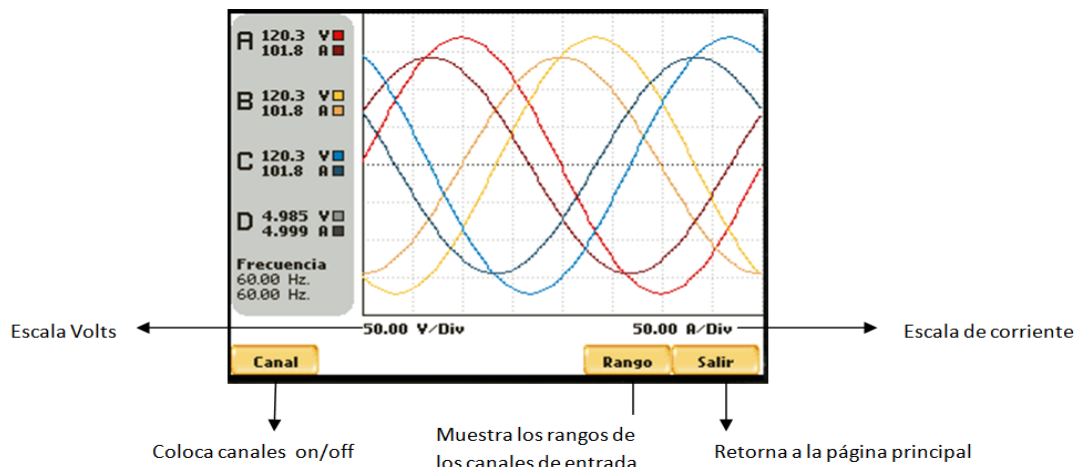 A 120.3 V
101.8 A
B 120.3 V
101.8 A
C 120.3 V
101.8 A
D 4.985 V
4.999 A
Frecuencia
60.00 Hz.
60.00 Hz.
Escala Volts
50.00 V/Div
50.00 A/Div
Escala de corriente
Canal
Rango
Salir
Coloca canales on/off
Muestra los rangos de
los canales de entrada
Retorna a la página principal